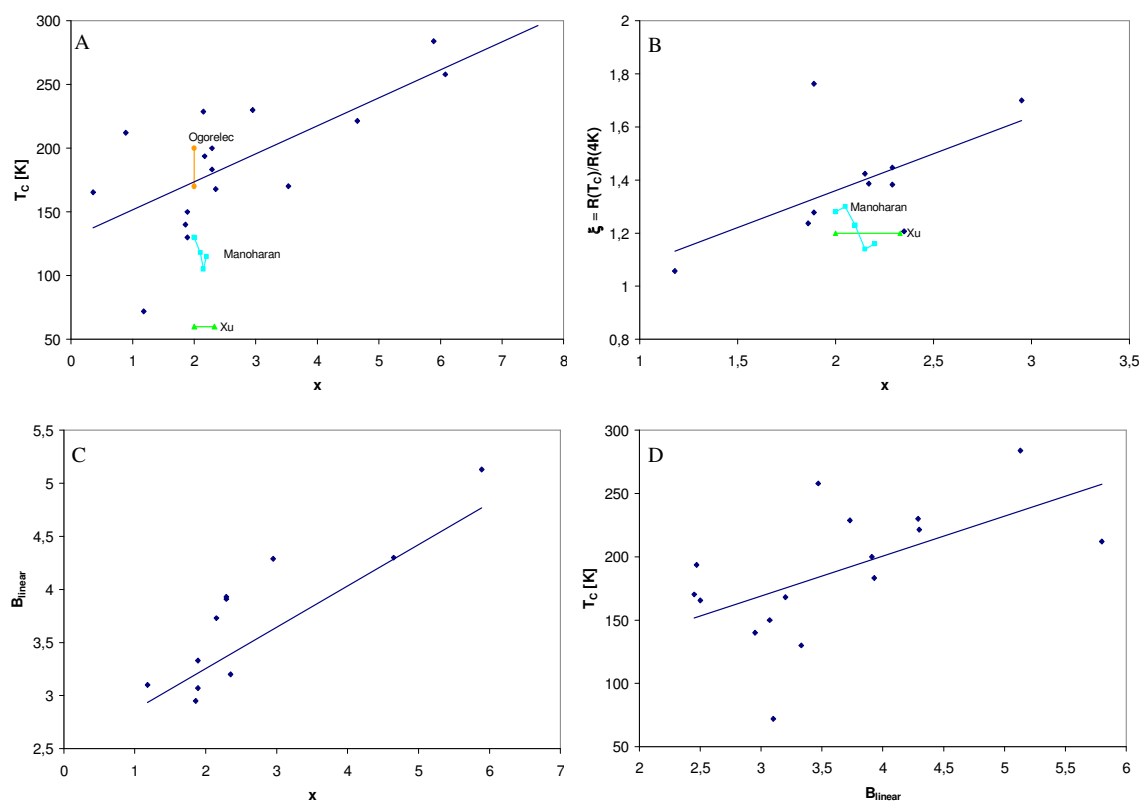 A
300
250
200
150
100
50
T_C [K]
Ogorelec
Manoharan
Xu
0 1 2 3 4 5 6 7 8
x
B
2
1,8
1,6
1,4
1,2
1
0,8
ξ = R(T_C)/R(4K)
Manoharan
Xu
1 1,5 2 2,5 3 3,5
x
C
5,5
5
4,5
4
3,5
3
2,5
B_linear
0 1 2 3 4 5 6 7
x
D
300
250
200
150
100
50
T_C [K]
2 2,5 3 3,5 4 4,5 5 5,5 6
B_linear